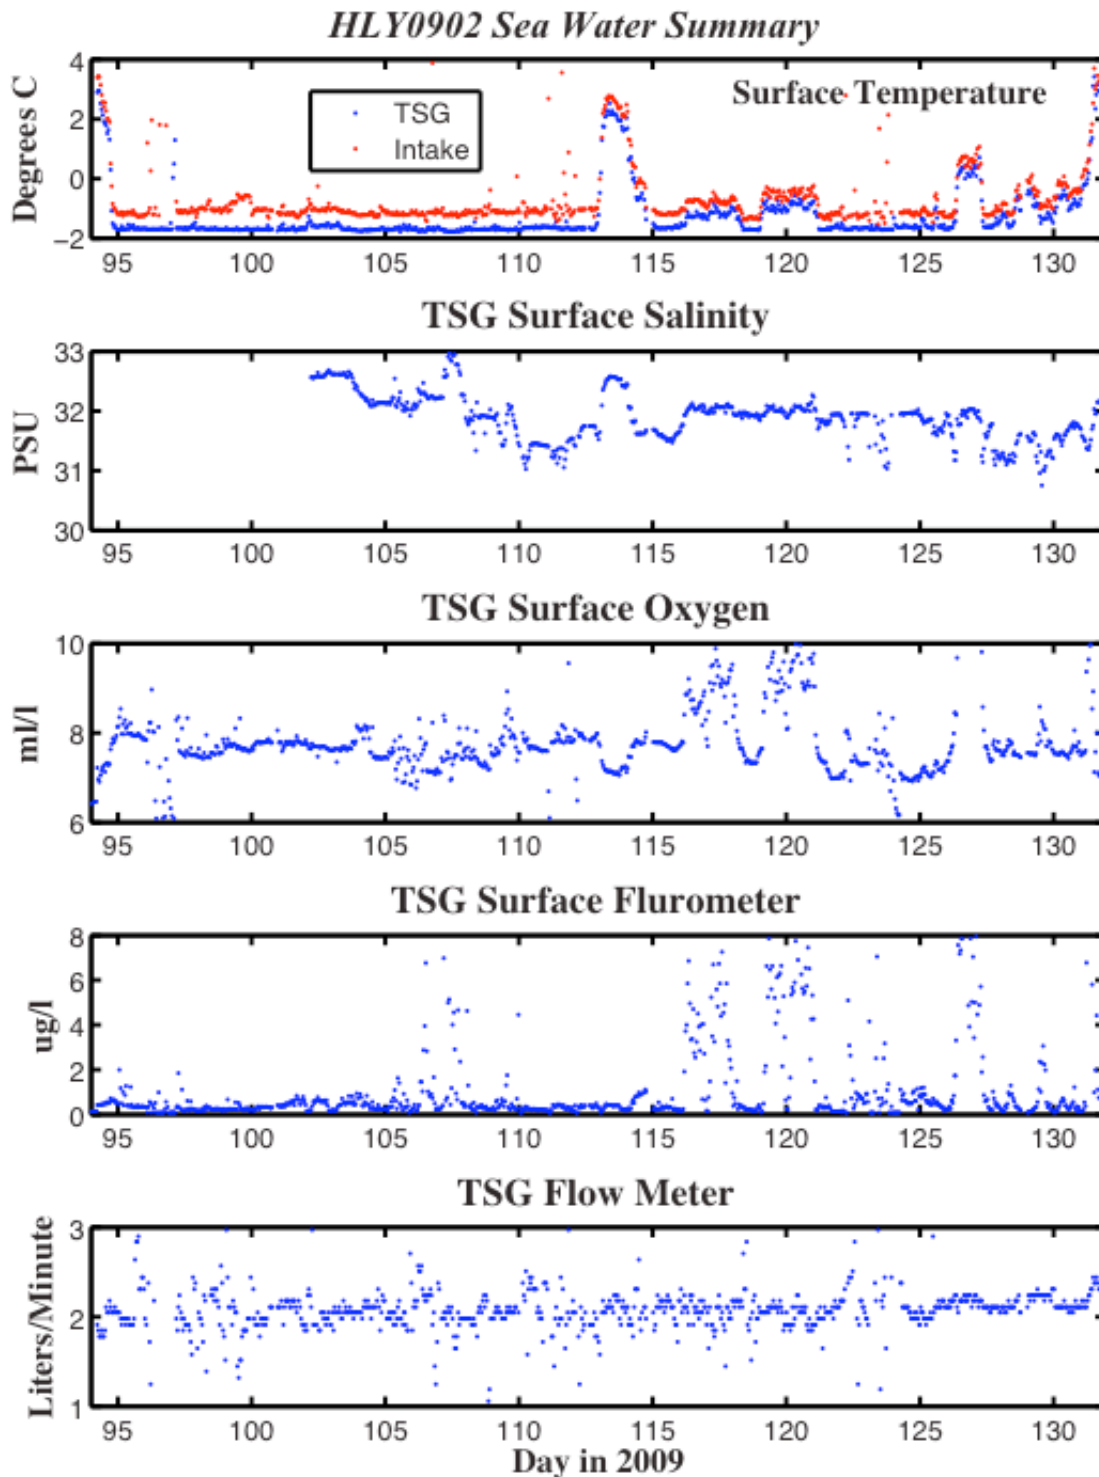 HLY0902 Sea Water Summary
Surface Temperature
TSG
Intake
Degrees C
4
2
0
−2
95 100 105 110 115 120 125 130
TSG Surface Salinity
PSU
33
32
31
30
95 100 105 110 115 120 125 130
TSG Surface Oxygen
ml/l
10
8
6
95 100 105 110 115 120 125 130
TSG Surface Flurometer
ug/l
8
6
4
2
0
95 100 105 110 115 120 125 130
TSG Flow Meter
Liters/Minute
3
2
1
95 100 105 110 115 120 125 130
Day in 2009